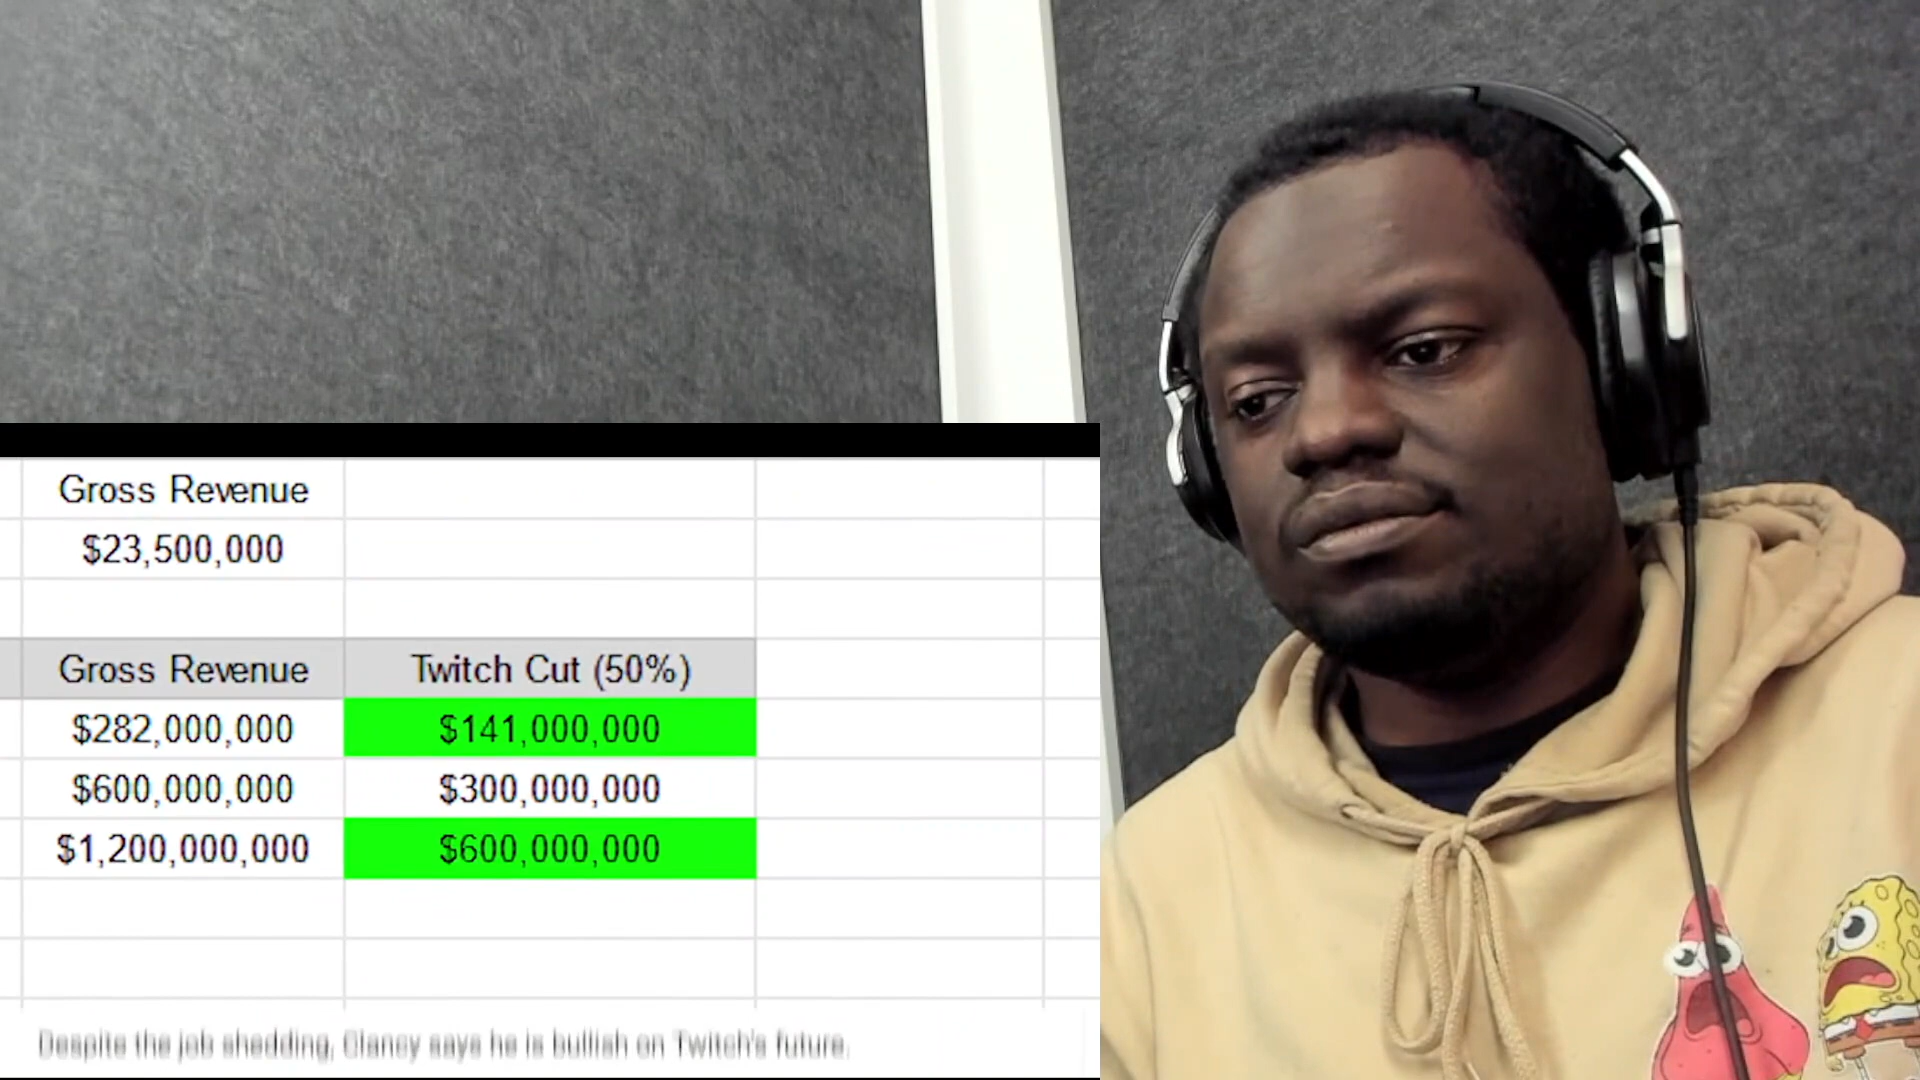 Gross Revenue
$23,500,000
Gross Revenue Twitch Cut (50%)
$282,000,000 $141,000,000
$600,000,000 $300,000,000
$1,200,000,000 $600,000,000
Despite the job shedding, Clancy says he is bullish on Twitch's future.